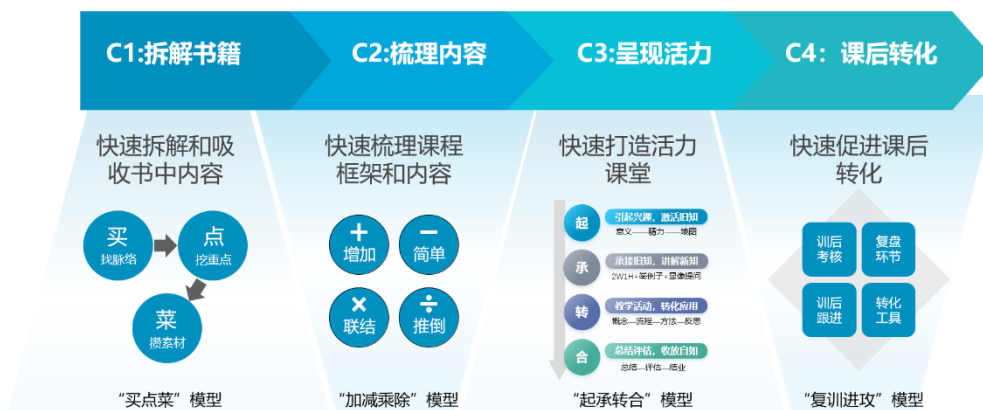 C1:拆解书籍
C2:梳理内容
C3:呈现活力
C4：课后转化
快速拆解和吸
收书中内容
买
找脉络
点
挖重点
菜
攒素材
“买点菜”模型
快速梳理课程
框架和内容
+
增加
−
简单
×
联结
÷
推倒
“加减乘除”模型
快速打造活力
课堂
起
引起兴趣，激活旧知
意义——精力——地图
承
承接旧知，讲解新知
2W1H+举例子+显像提问
转
教学活动，转化应用
概念—流程—方法—反思
合
总结评估，收放自如
总结—评估—结业
“起承转合”模型
快速促进课后
转化
训后
考核
复盘
环节
训后
跟进
转化
工具
“复训进攻”模型